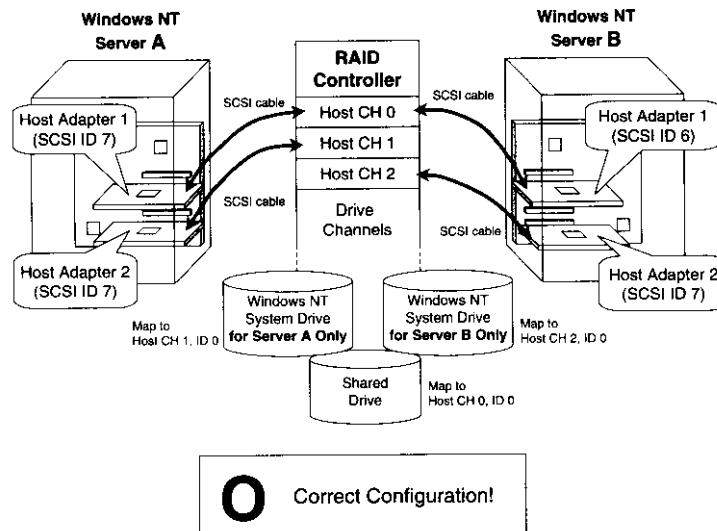 Windows NT
Server A
Windows NT
Server B
RAID
Controller
Host CH 0
Host CH 1
Host CH 2
Drive
Channels
SCSI cable
SCSI cable
SCSI cable
SCSI cable
Host Adapter 1
(SCSI ID 7)
Host Adapter 2
(SCSI ID 7)
Host Adapter 1
(SCSI ID 6)
Host Adapter 2
(SCSI ID 7)
Map to
Host CH 1, ID 0
Windows NT
System Drive
for Server A Only
Windows NT
System Drive
for Server B Only
Map to
Host CH 2, ID 0
Shared
Drive
Map to
Host CH 0, ID 0
O Correct Configuration!